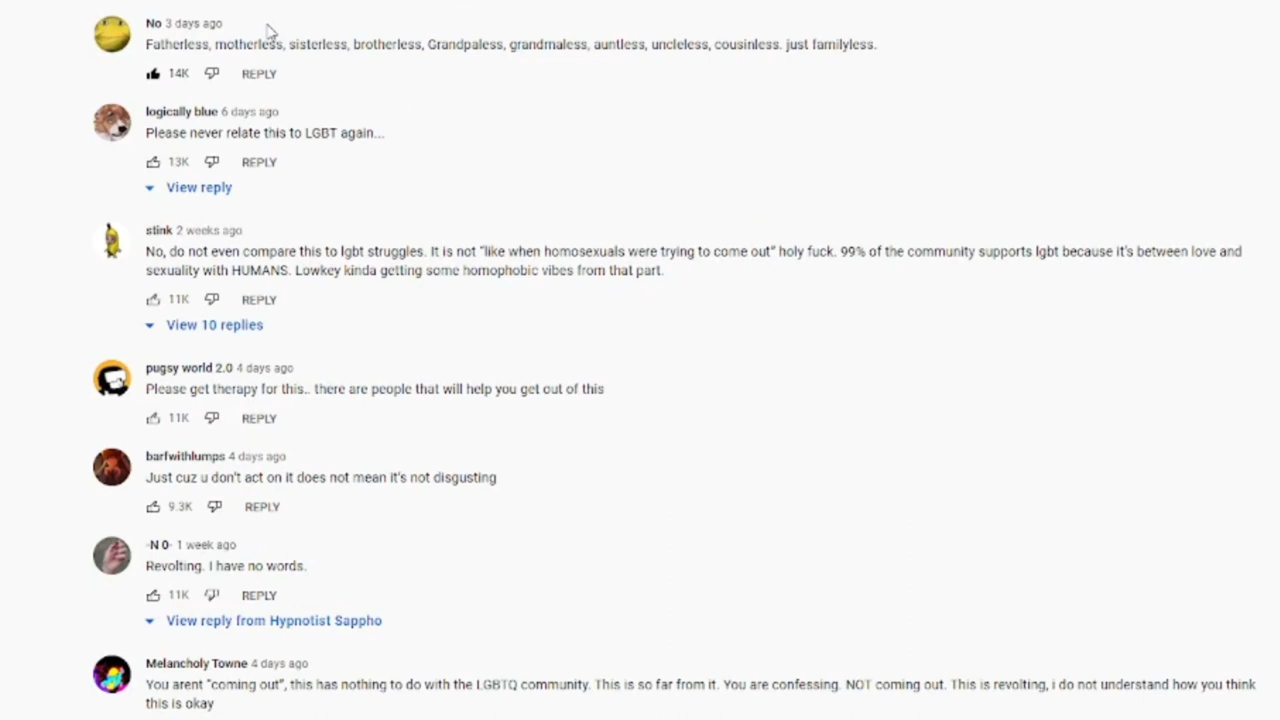 No 3 days ago
Fatherless, motherless, sisterless, brotherless, Grandpaless, grandmaless, auntless, uncleless, cousinless. just familyless.
14K REPLY
logically blue 6 days ago
Please never relate this to LGBT again...
13K REPLY
View reply
stink 2 weeks ago
No, do not even compare this to lgbt struggles. It is not "like when homosexuals were trying to come out" holy fuck. 99% of the community supports lgbt because it's between love and
sexuality with HUMANS. Lowkey kinda getting some homophobic vibes from that part.
11K REPLY
View 10 replies
pugsy world 2.0 4 days ago
Please get therapy for this.. there are people that will help you get out of this
11K REPLY
barfwithlumps 4 days ago
Just cuz u don't act on it does not mean it's not disgusting
9.3K REPLY
-N 0- 1 week ago
Revolting. I have no words.
11K REPLY
View reply from Hypnotist Sappho
Melancholy Towne 4 days ago
You arent "coming out", this has nothing to do with the LGBTQ community. This is so far from it. You are confessing. NOT coming out. This is revolting, i do not understand how you think
this is okay